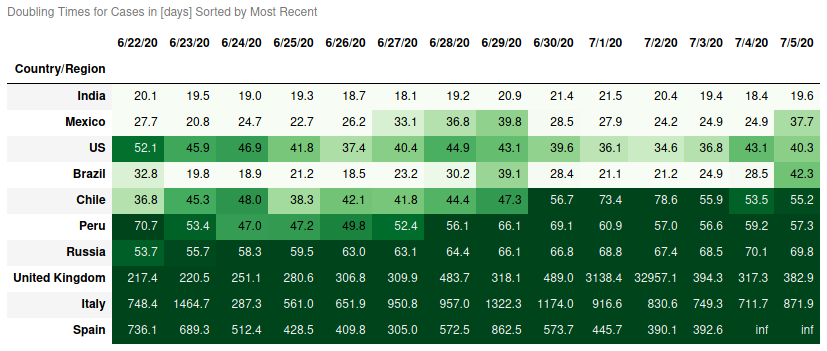 Doubling Times for Cases in [days] Sorted by Most Recent
6/22/20 6/23/20 6/24/20 6/25/20 6/26/20 6/27/20 6/28/20 6/29/20 6/30/20 7/1/20 7/2/20 7/3/20 7/4/20 7/5/20
Country/Region
India 20.1 19.5 19.0 19.3 18.7 18.1 19.2 20.9 21.4 21.5 20.4 19.4 18.4 19.6
Mexico 27.7 20.8 24.7 22.7 26.2 33.1 36.8 39.8 28.5 27.9 24.2 24.9 24.9 37.7
US 52.1 45.9 46.9 41.8 37.4 40.4 44.9 43.1 39.6 36.1 34.6 36.8 43.1 40.3
Brazil 32.8 19.8 18.9 21.2 18.5 23.2 30.2 39.1 28.4 21.1 21.2 24.9 28.5 42.3
Chile 36.8 45.3 48.0 38.3 42.1 41.8 44.4 47.3 56.7 73.4 78.6 55.9 53.5 55.2
Peru 70.7 53.4 47.0 47.2 49.8 52.4 56.1 66.1 69.1 60.9 57.0 56.6 59.2 57.3
Russia 53.7 55.7 58.3 59.5 63.0 63.1 64.4 66.1 66.8 68.8 67.4 68.5 70.1 69.8
United Kingdom 217.4 220.5 251.1 280.6 306.8 309.9 483.7 318.1 489.0 3138.4 32957.1 394.3 317.3 382.9
Italy 748.4 1464.7 287.3 561.0 651.9 950.8 957.0 1322.3 1174.0 916.6 830.6 749.3 711.7 871.9
Spain 736.1 689.3 512.4 428.5 409.8 305.0 572.5 862.5 573.7 445.7 390.1 392.6 inf inf